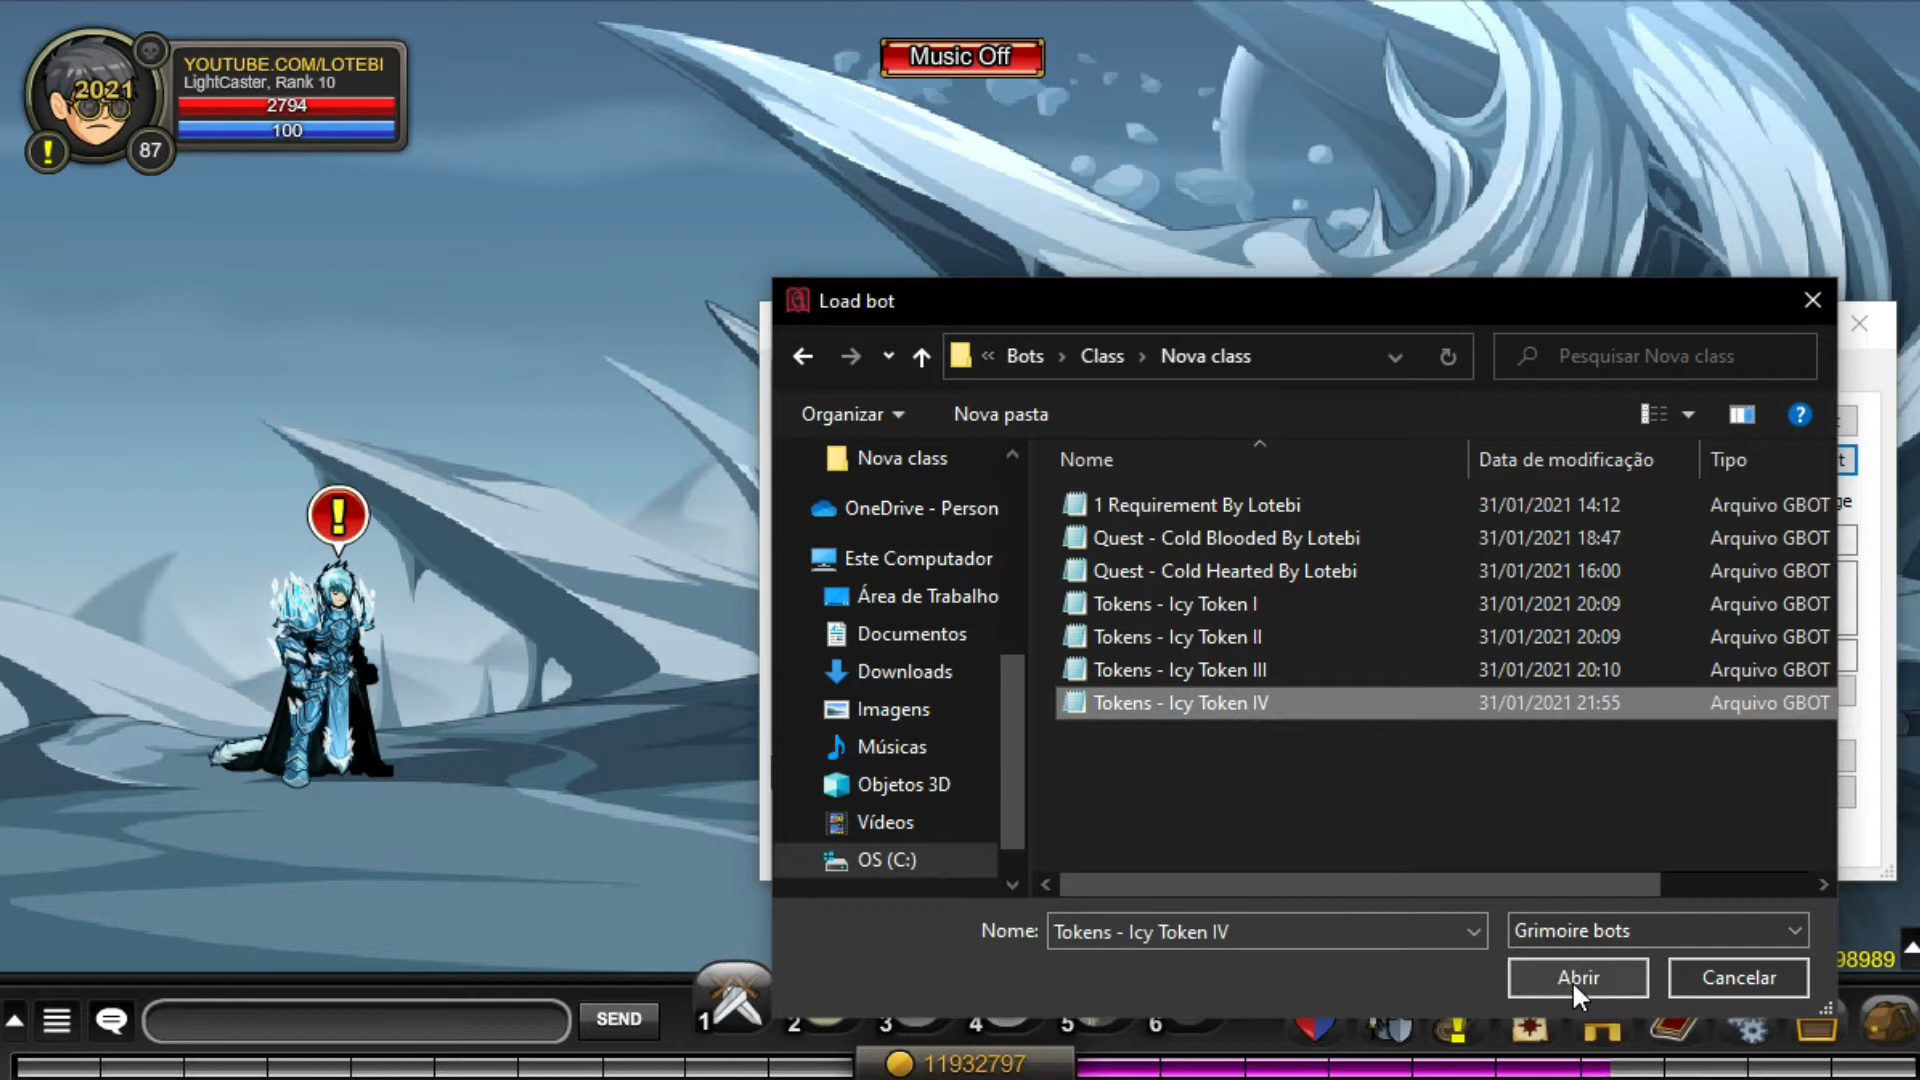 YOUTUBE.COM/LOTEBI
LightCaster, Rank 10
2021
2794
100
87
!
Music Off
!
Load bot
« Bots › Class › Nova class
Pesquisar Nova class
Organizar
Nova pasta
?
Nova class
OneDrive - Person
Este Computador
Área de Trabalho
Documentos
Downloads
Imagens
Músicas
Objetos 3D
Vídeos
OS (C:)
Nome Data de modificação Tipo
1 Requirement By Lotebi 31/01/2021 14:12 Arquivo GBOT
Quest - Cold Blooded By Lotebi 31/01/2021 18:47 Arquivo GBOT
Quest - Cold Hearted By Lotebi 31/01/2021 16:00 Arquivo GBOT
Tokens - Icy Token I 31/01/2021 20:09 Arquivo GBOT
Tokens - Icy Token II 31/01/2021 20:09 Arquivo GBOT
Tokens - Icy Token III 31/01/2021 20:10 Arquivo GBOT
Tokens - Icy Token IV 31/01/2021 21:55 Arquivo GBOT
t
ge
Nome: Tokens - Icy Token IV
Grimoire bots
Abrir
Cancelar
98989
SEND
1 2 3 4 5 6
11932797